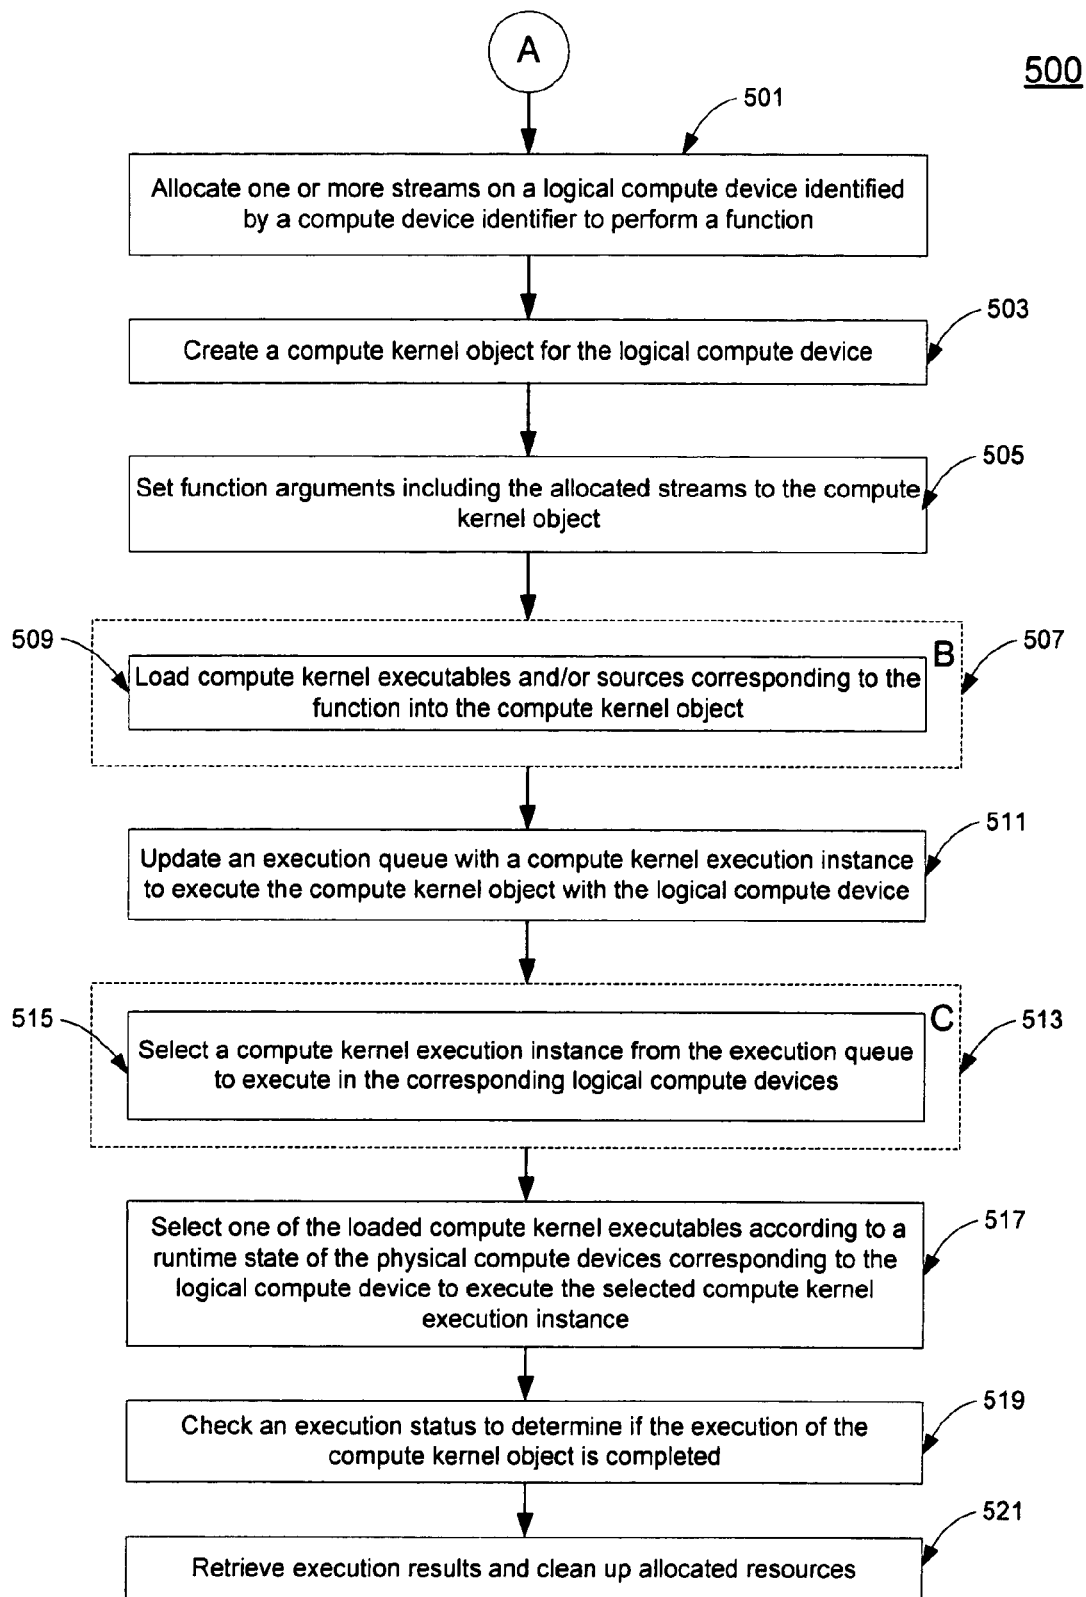 A
500
501
Allocate one or more streams on a logical compute device identified
by a compute device identifier to perform a function
503
Create a compute kernel object for the logical compute device
505
Set function arguments including the allocated streams to the compute
kernel object
509
B
507
Load compute kernel executables and/or sources corresponding to the
function into the compute kernel object
511
Update an execution queue with a compute kernel execution instance
to execute the compute kernel object with the logical compute device
515
C
513
Select a compute kernel execution instance from the execution queue
to execute in the corresponding logical compute devices
517
Select one of the loaded compute kernel executables according to a
runtime state of the physical compute devices corresponding to the
logical compute device to execute the selected compute kernel
execution instance
519
Check an execution status to determine if the execution of the
compute kernel object is completed
521
Retrieve execution results and clean up allocated resources